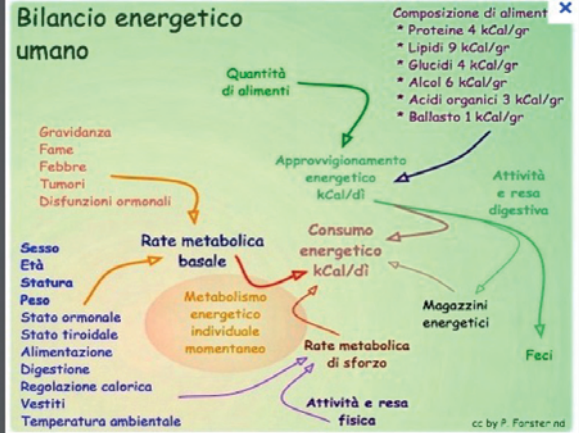 Bilancio energetico
umano
Composizione di aliment
* Proteine 4 kCal/gr
* Lipidi 9 kCal/gr
* Glucidi 4 kCal/gr
* Alcol 6 kCal/gr
* Acidi organici 3 kCal/gr
* Ballasto 1 kCal/gr
Quantità
di alimenti
Gravidanza
Fame
Febbre
Tumori
Disfunzioni ormonali
Approvvigionamento
energetico
kCal/dì
Attività
e resa
digestiva
Sesso
Età
Statura
Peso
Stato ormonale
Stato tiroidale
Alimentazione
Digestione
Regolazione calorica
Vestiti
Temperatura ambientale
Rate metabolica
basale
Consumo
energetico
kCal/dì
Metabolismo
energetico
individuale
momentaneo
Magazzini
energetici
Rate metabolica
di sforzo
Feci
Attività e resa
fisica
cc by P. Forster nd